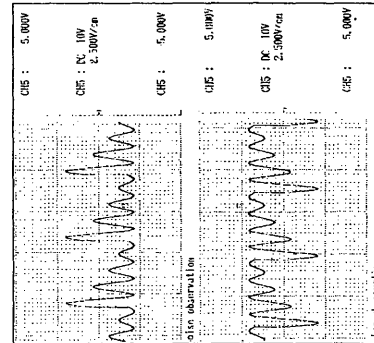 CH5 : 5.000V
CH5 : DC 10V
2.500V/cm
CH5 : -5.000V
oise observation
CH5 : 5.000V
CH5 : DC 10V
2.500V/cm
CH5 : 5.000V